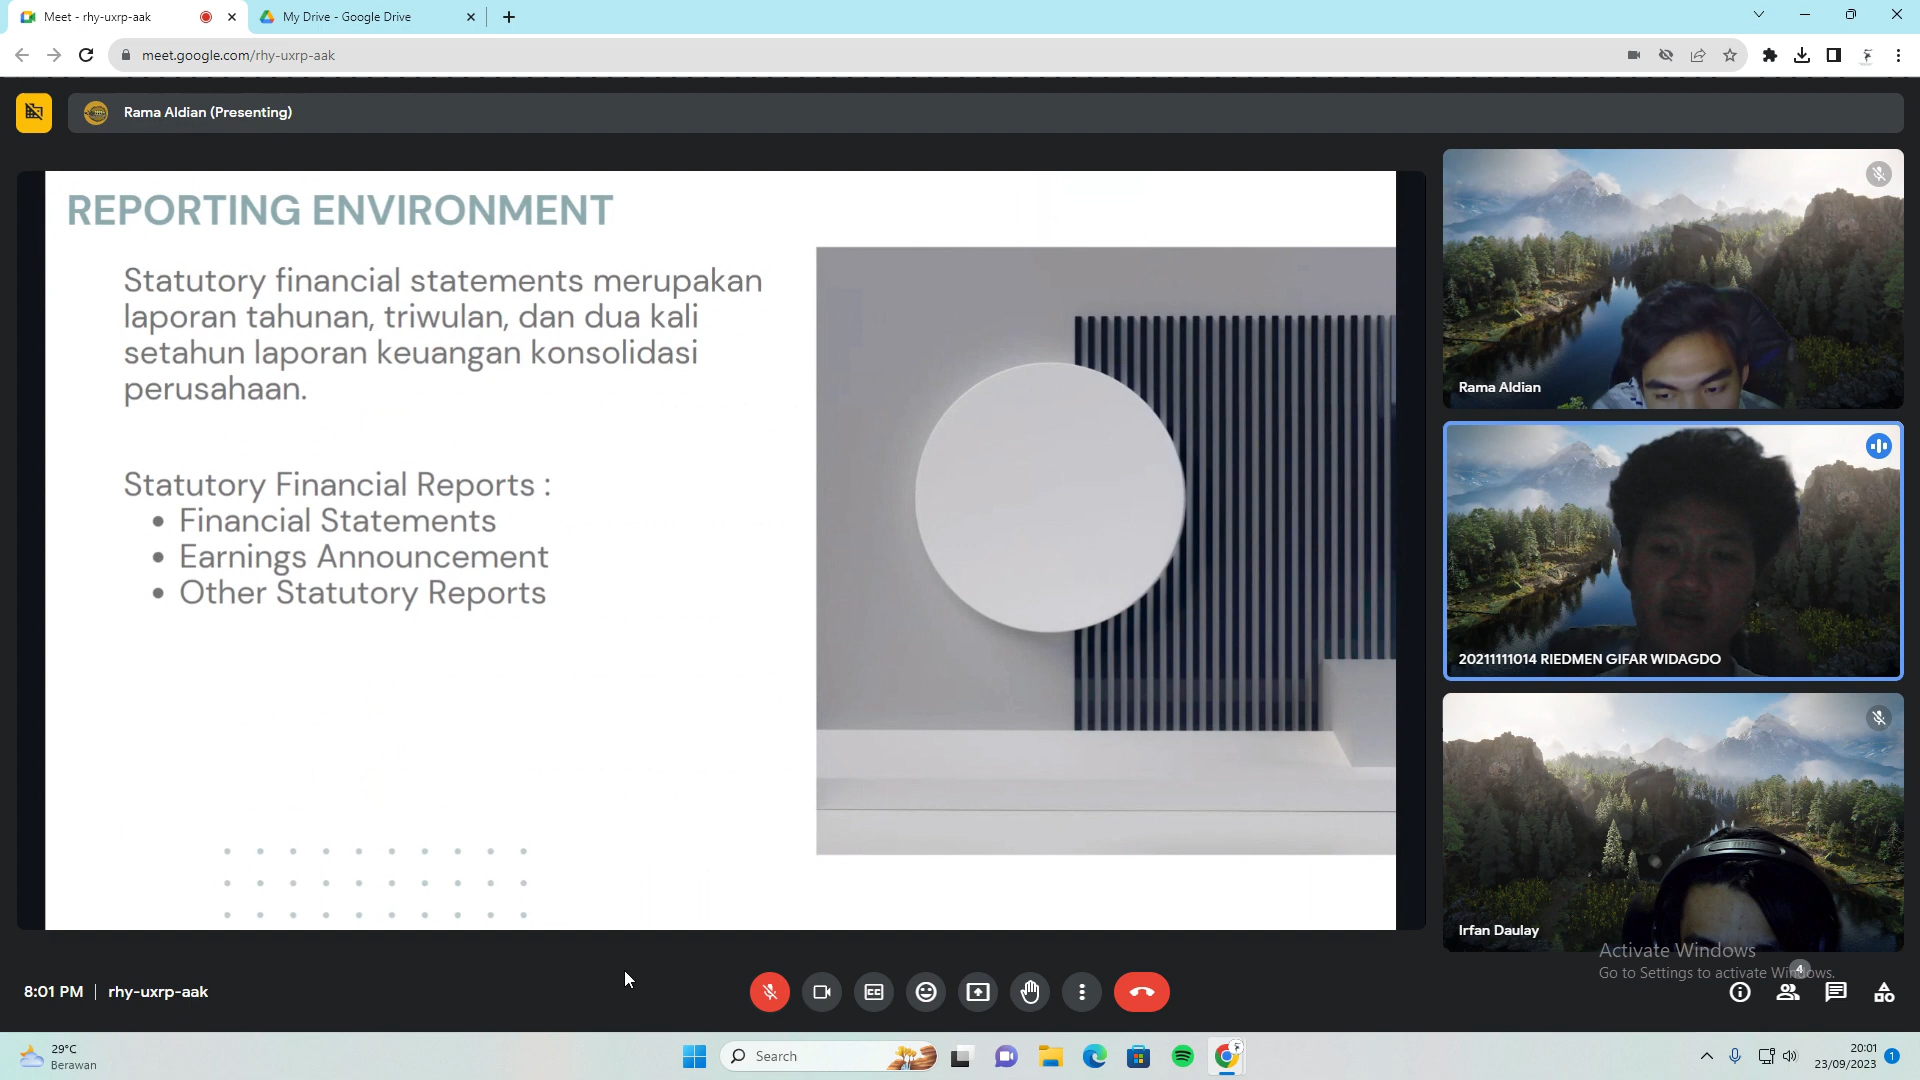 Meet - rhy-uxrp-aak
My Drive - Google Drive
meet.google.com/rhy-uxrp-aak
Rama Aldian (Presenting)
REPORTING ENVIRONMENT
Statutory financial statements merupakan
laporan tahunan, triwulan, dan dua kali
setahun laporan keuangan konsolidasi
perusahaan.
Statutory Financial Reports :
• Financial Statements
• Earnings Announcement
• Other Statutory Reports
Rama Aldian
20211111014 RIEDMEN GIFAR WIDAGDO
Irfan Daulay
Activate Windows
Go to Settings to activate Windows.
4
8:01 PM | rhy-uxrp-aak
29°C
Berawan
Search
20:01
23/09/2023
1